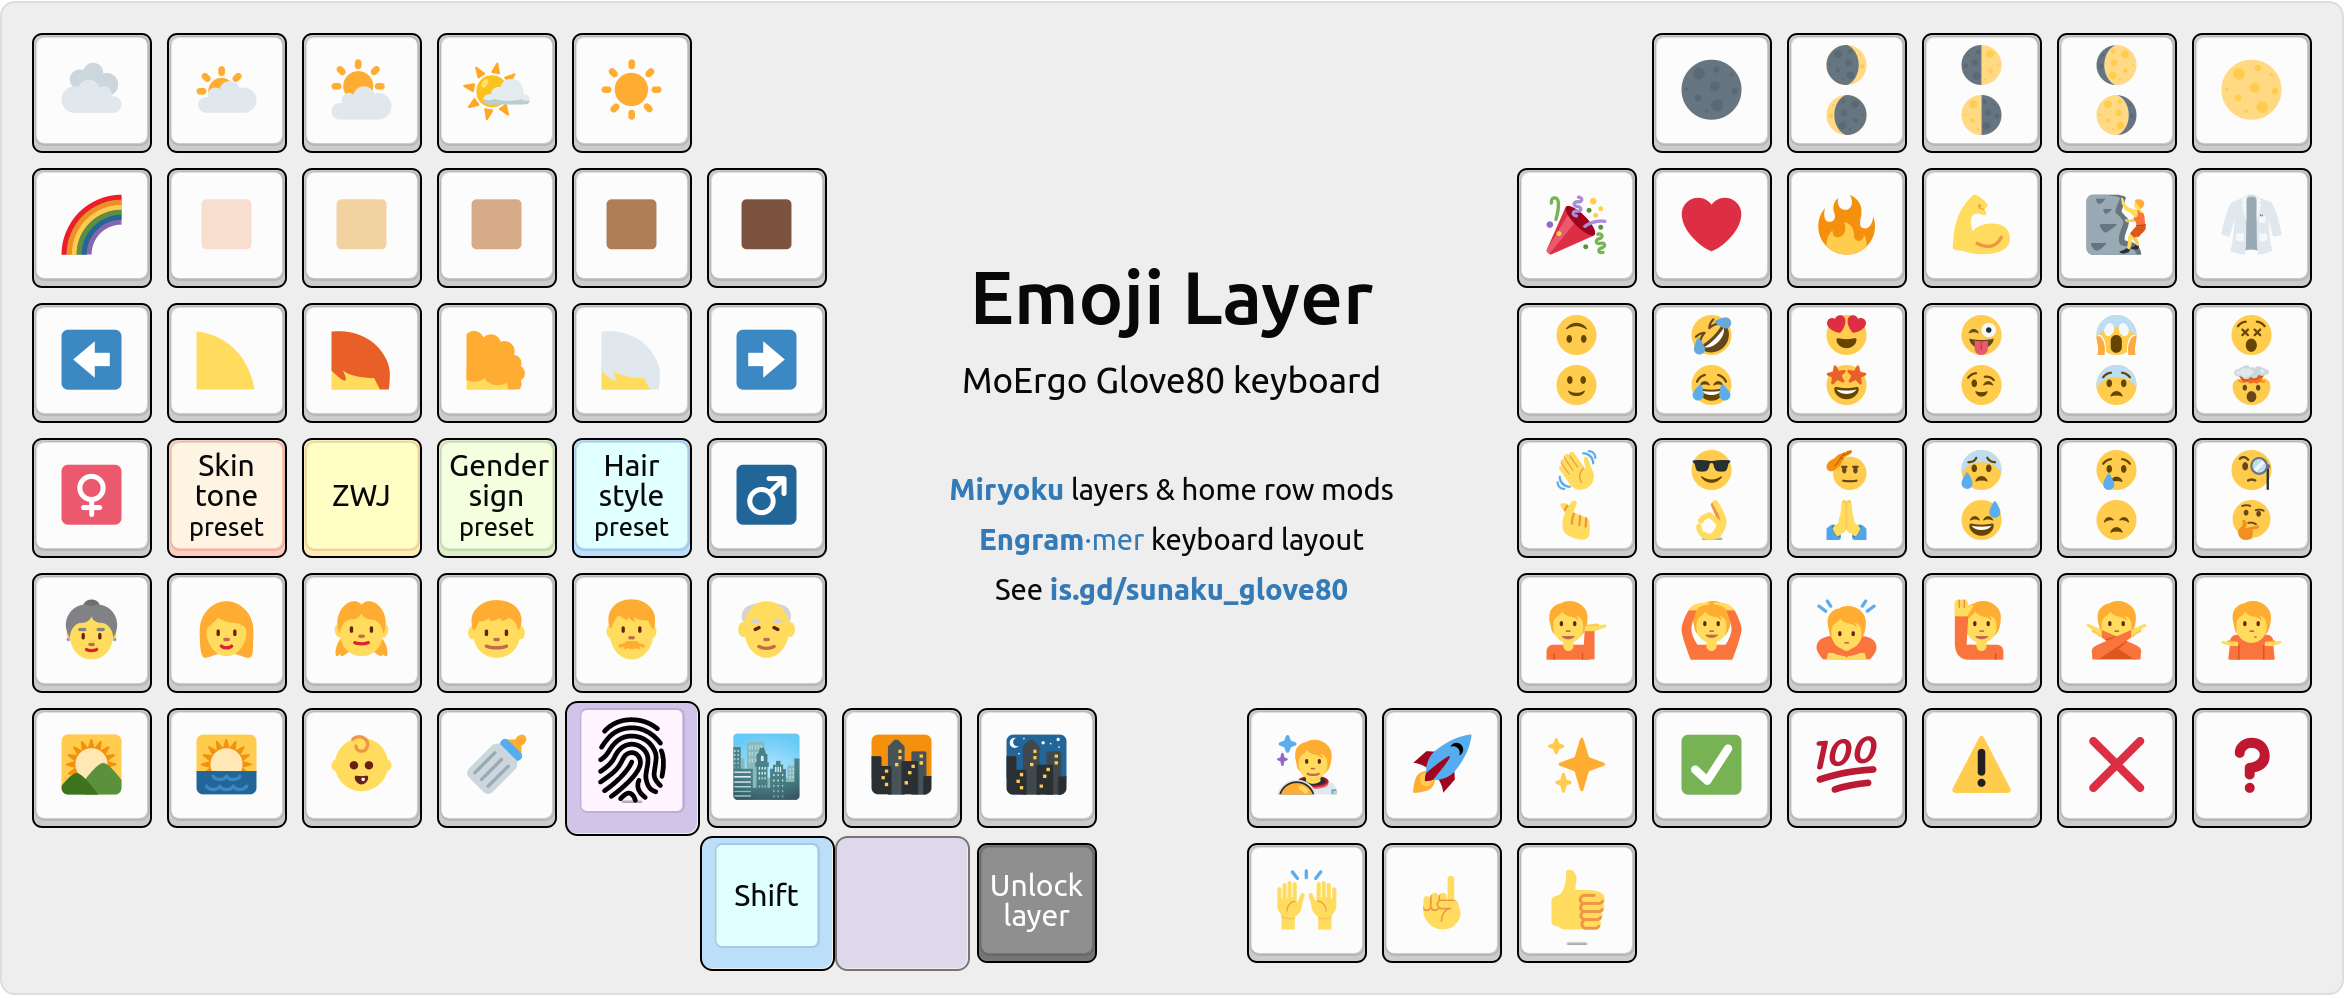 Emoji Layer
MoErgo Glove80 keyboard
Skin
tone
preset
ZWJ
Gender
sign
preset
Hair
style
preset
Miryoku layers & home row mods
Engram·mer keyboard layout
See is.gd/sunaku_glove80
100
Shift
Unlock
layer